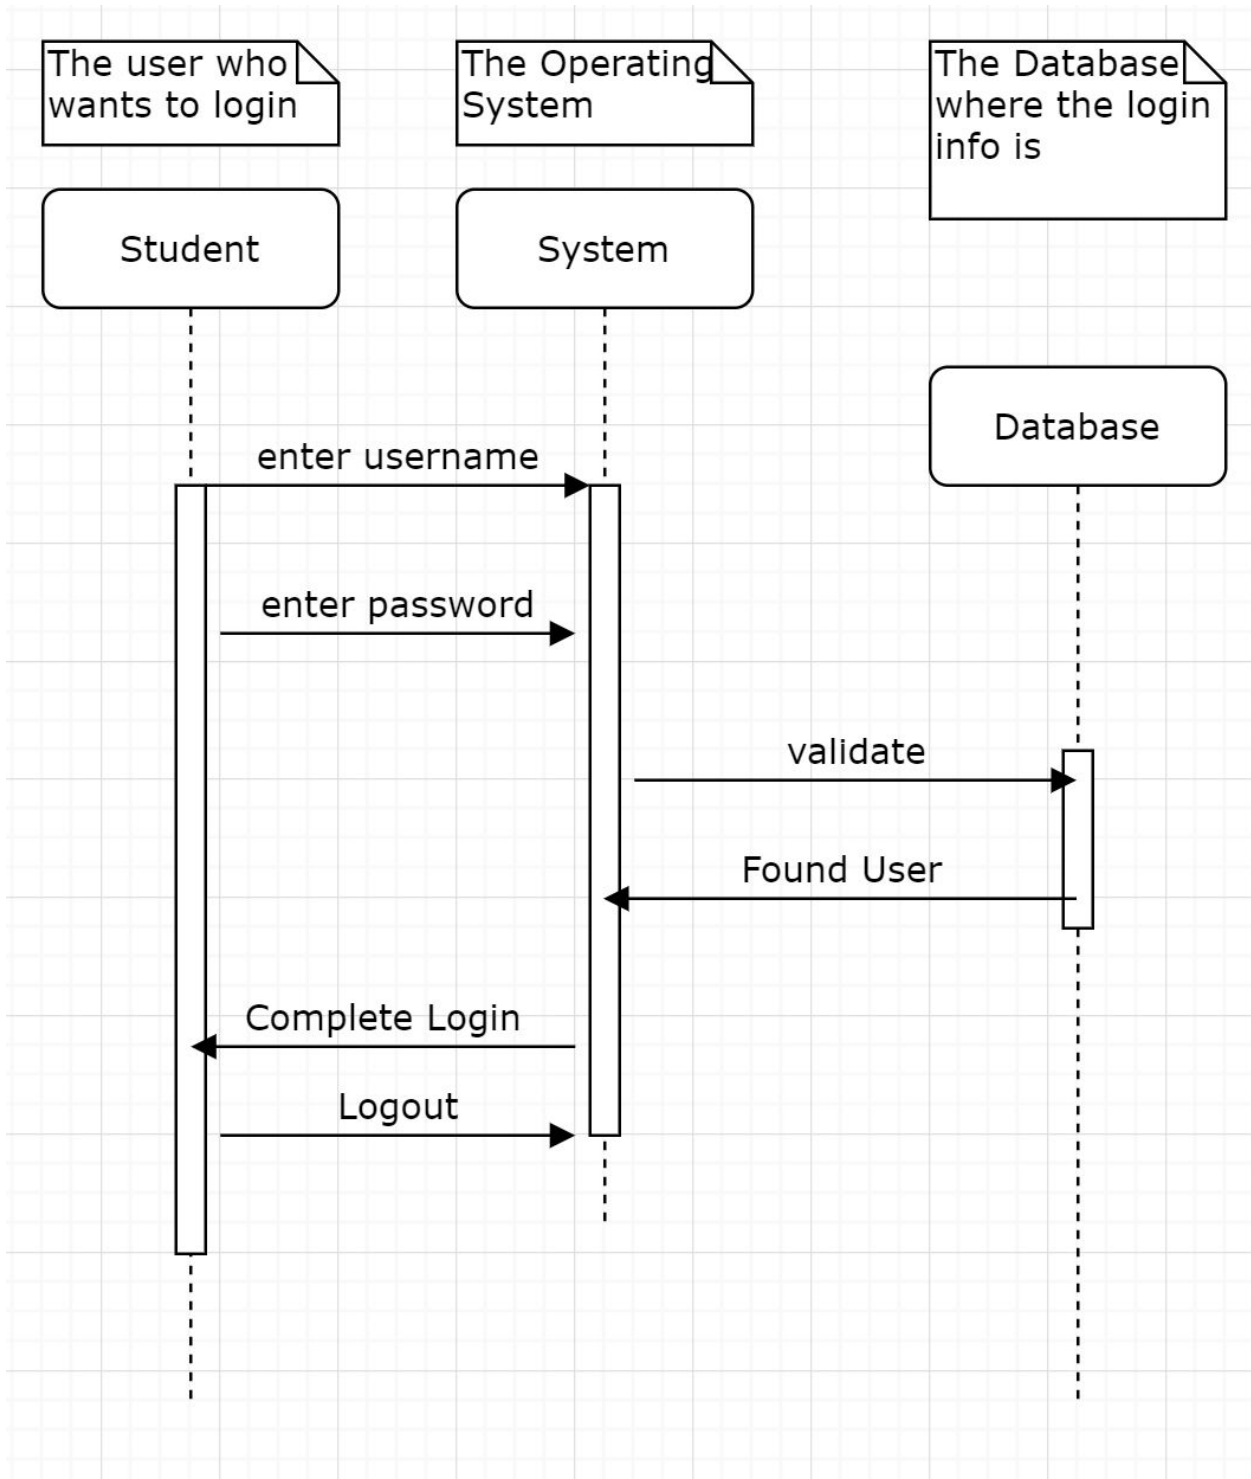 The user who
wants to login
The Operating
System
The Database
where the login
info is
Student
System
Database
enter username
enter password
validate
Found User
Complete Login
Logout